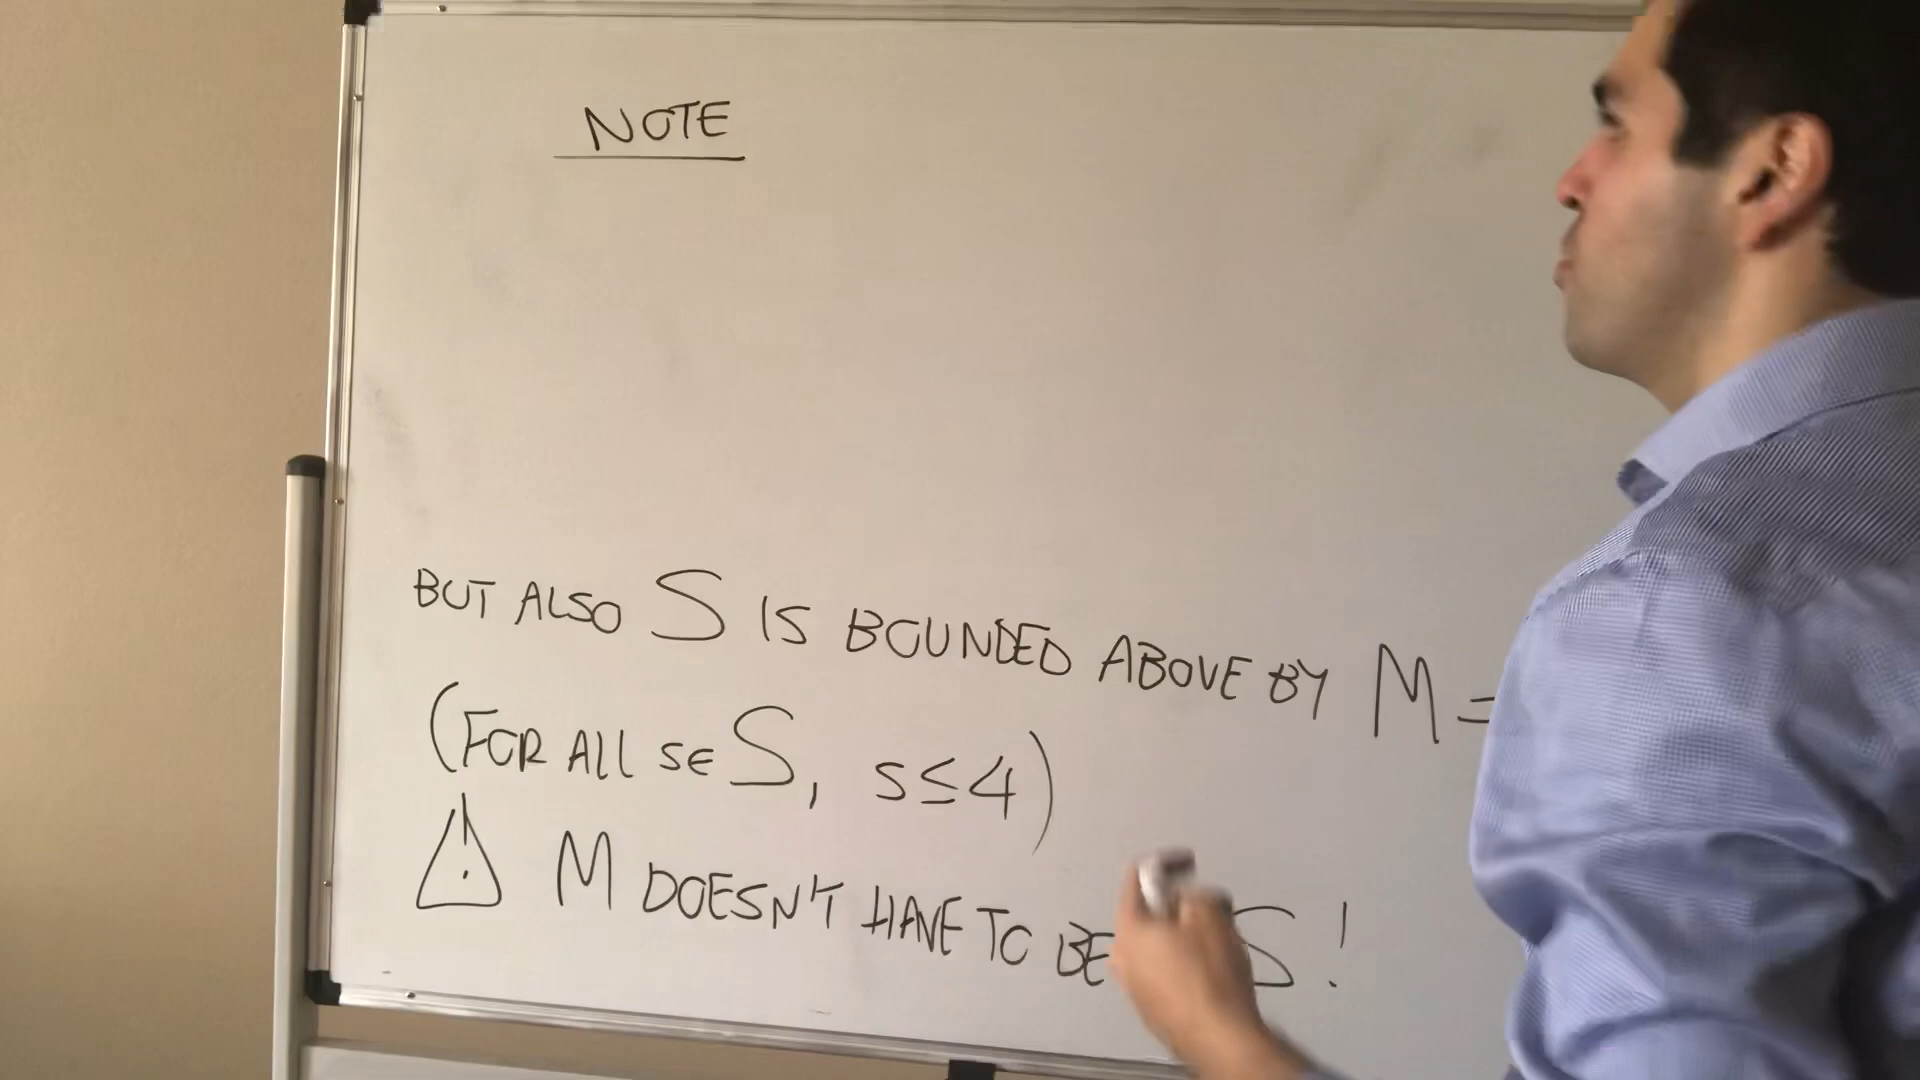 NOTE
BUT ALSO S IS BOUNDED ABOVE BY M =
(FOR ALL s∈S, s≤4)
! M DOESN'T HAVE TO BE S!